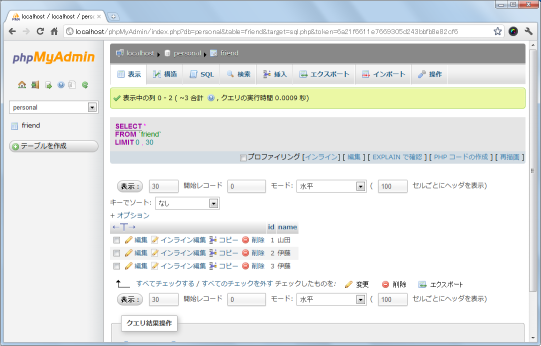 localhost / localhost / perso
localhost/phpMyAdmin/index.php?db=personal&table=friend&target=sql.php&token=6a21f6611e7669305d243bbfb8e82cf6
phpMyAdmin
personal
friend
テーブルを作成
localhost ▸ personal ▸ friend
表示 構造 SQL 検索 挿入 エクスポート インポート 操作
表示中の列 0 - 2 ( ~3 合計 , クエリの実行時間 0.0009 秒)
SELECT *
FROM `friend`
LIMIT 0 , 30
プロファイリング [インライン] [ 編集 ] [ EXPLAIN で確認 ] [ PHP コードの作成 ] [ 再描画 ]
表示 : 30 開始レコード 0 モード: 水平 ( 100 セルごとにヘッダを表示)
キーでソート: なし
+ オプション
←T→ id name
編集 インライン編集 コピー 削除 1 山田
編集 インライン編集 コピー 削除 2 伊藤
編集 インライン編集 コピー 削除 3 伊藤
すべてチェックする / すべてのチェックを外す チェックしたものを: 変更 削除 エクスポート
表示 : 30 開始レコード 0 モード: 水平 ( 100 セルごとにヘッダを表示)
クエリ結果操作